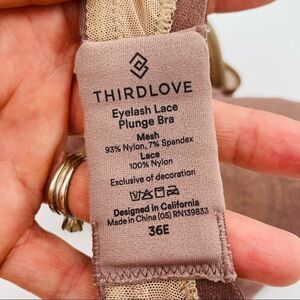 THIRDLOVE
Eyelash Lace
Plunge Bra
Mesh
93% Nylon, 7% Spandex
Lace
100% Nylon
Exclusive of decoration
Designed in California
Made in China (05) RN139833
36E